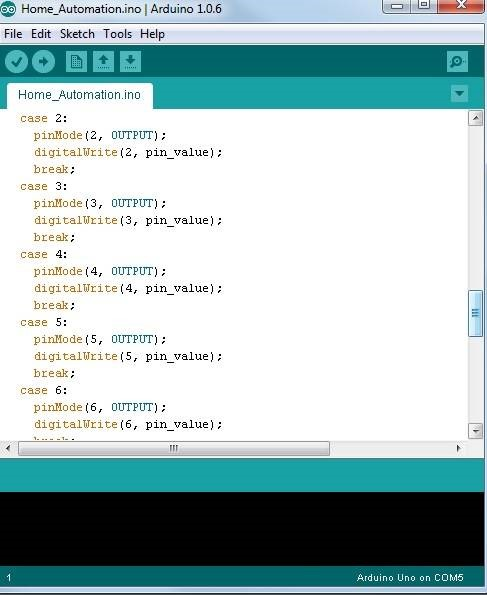 Home_Automation.ino | Arduino 1.0.6
File Edit Sketch Tools Help
Home_Automation.ino
case 2:
pinMode(2, OUTPUT);
digitalWrite(2, pin_value);
break;
case 3:
pinMode(3, OUTPUT);
digitalWrite(3, pin_value);
break;
case 4:
pinMode(4, OUTPUT);
digitalWrite(4, pin_value);
break;
case 5:
pinMode(5, OUTPUT);
digitalWrite(5, pin_value);
break;
case 6:
pinMode(6, OUTPUT);
digitalWrite(6, pin_value);
1
Arduino Uno on COM5